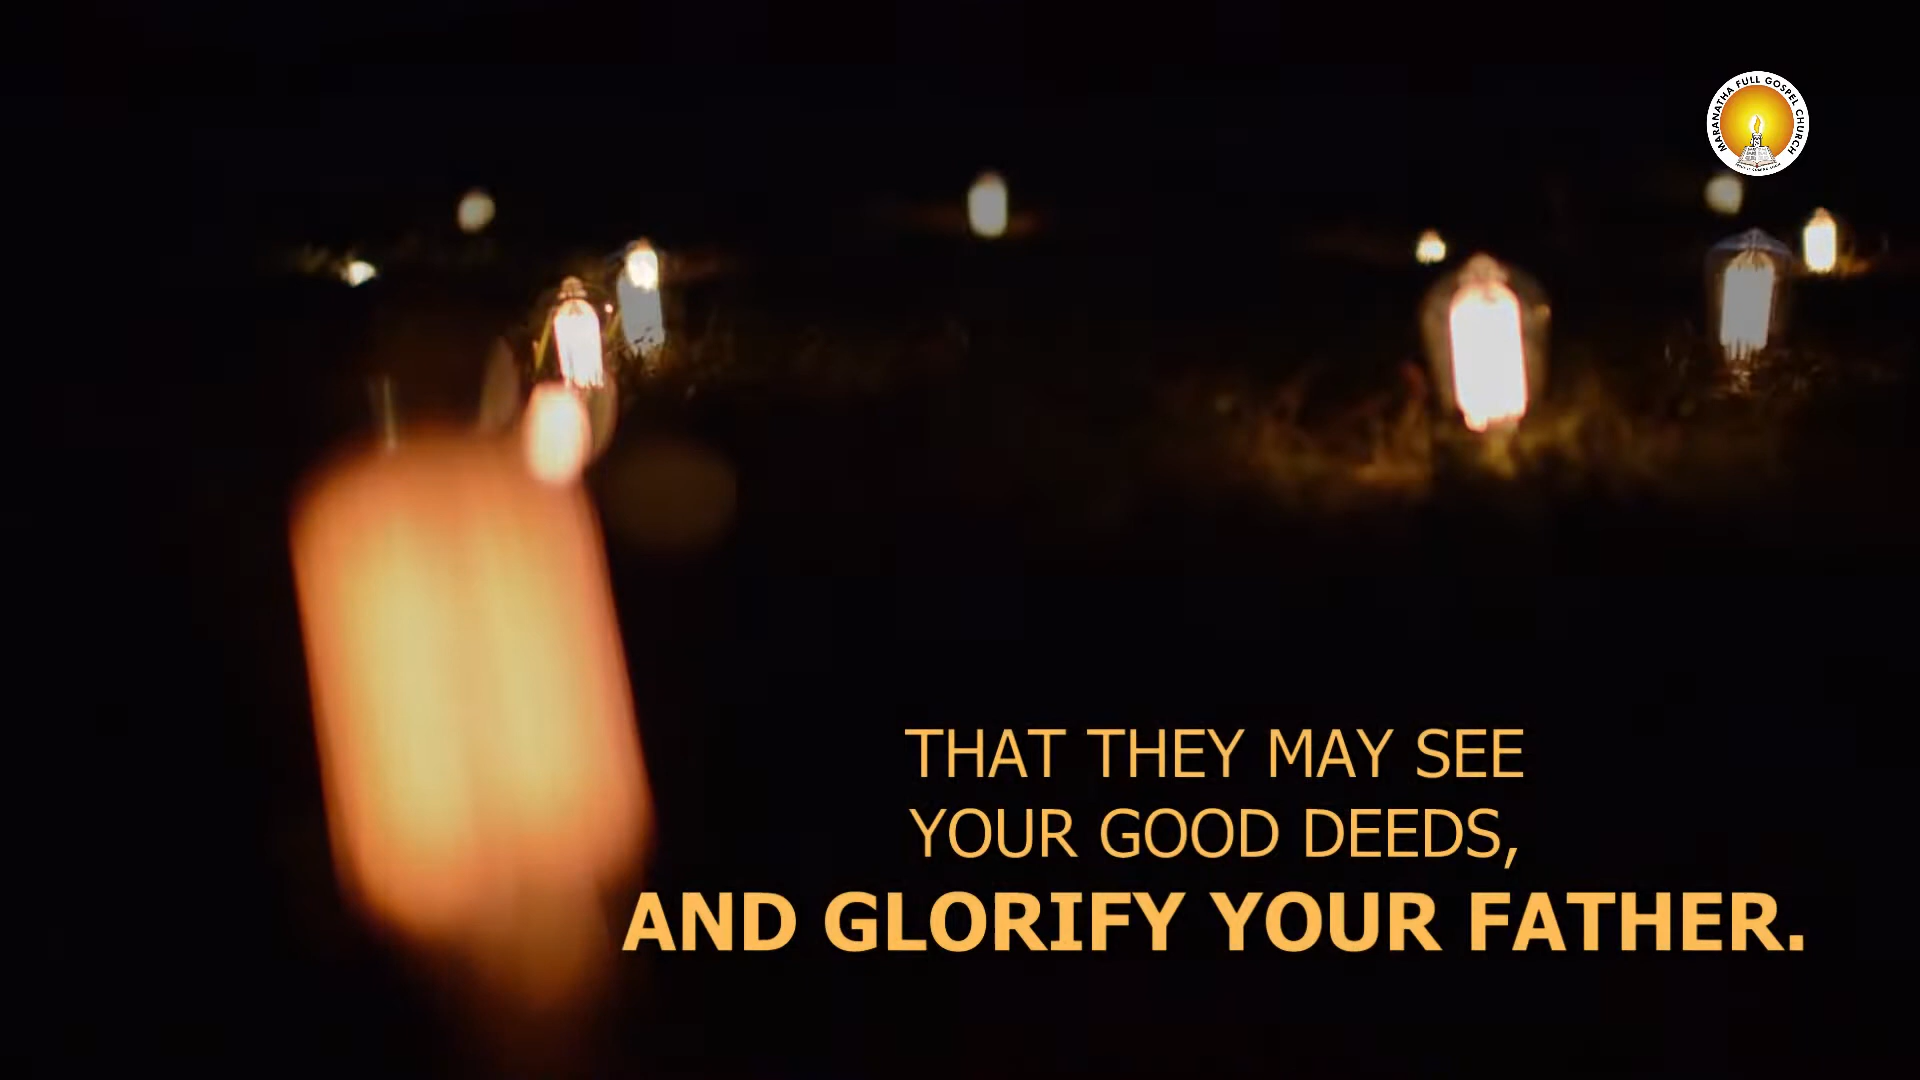 MARANATHA FULL GOSPEL CHURCH
THAT THEY MAY SEE
YOUR GOOD DEEDS,
AND GLORIFY YOUR FATHER.